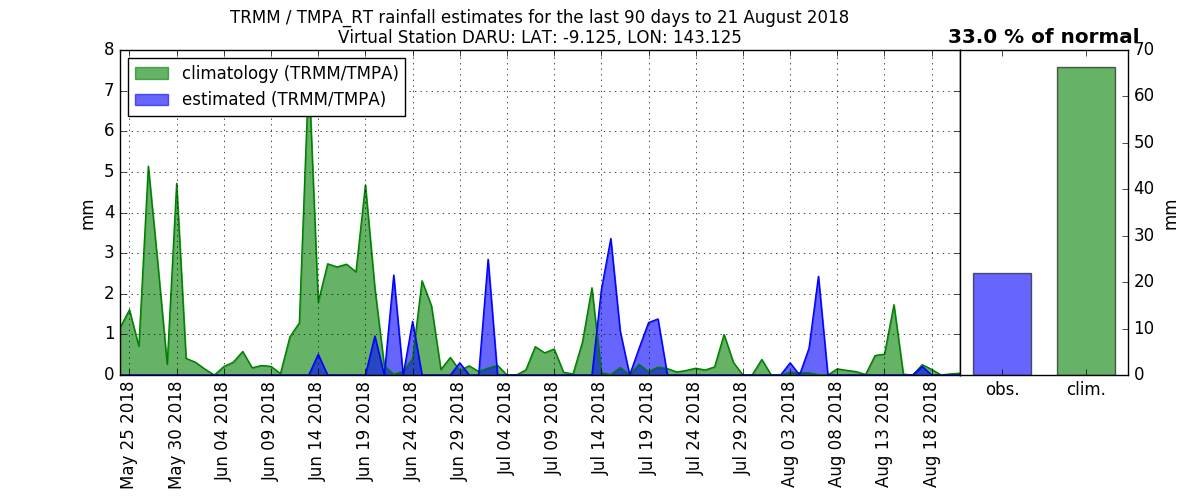 TRMM / TMPA_RT rainfall estimates for the last 90 days to 21 August 2018
Virtual Station DARU: LAT: -9.125, LON: 143.125
33.0 % of normal
climatology (TRMM/TMPA)
estimated (TRMM/TMPA)
8
7
6
5
4
3
2
1
0
mm
May 25 2018
May 30 2018
Jun 04 2018
Jun 09 2018
Jun 14 2018
Jun 19 2018
Jun 24 2018
Jun 29 2018
Jul 04 2018
Jul 09 2018
Jul 14 2018
Jul 19 2018
Jul 24 2018
Jul 29 2018
Aug 03 2018
Aug 08 2018
Aug 13 2018
Aug 18 2018
70
60
50
40
30
20
10
0
mm
obs.
clim.